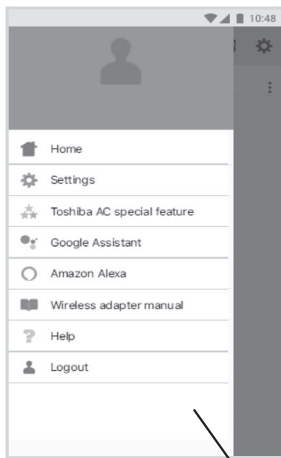 10:48
Home
Settings
Toshiba AC special feature
Google Assistant
Amazon Alexa
Wireless adapter manual
Help
Logout